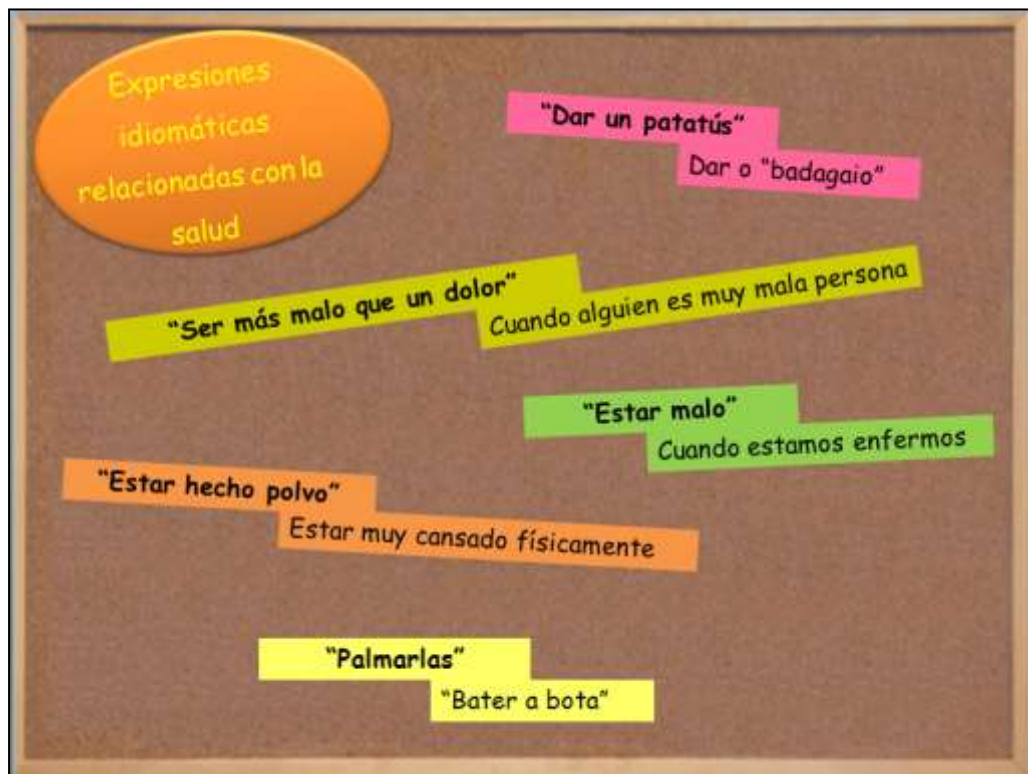 Expresiones
idiomáticas
relacionadas con la
salud
“Dar un patatús”
Dar o “badagaio”
“Ser más malo que un dolor”
Cuando alguien es muy mala persona
“Estar malo”
Cuando estamos enfermos
“Estar hecho polvo”
Estar muy cansado físicamente
“Palmarlas”
“Bater a bota”